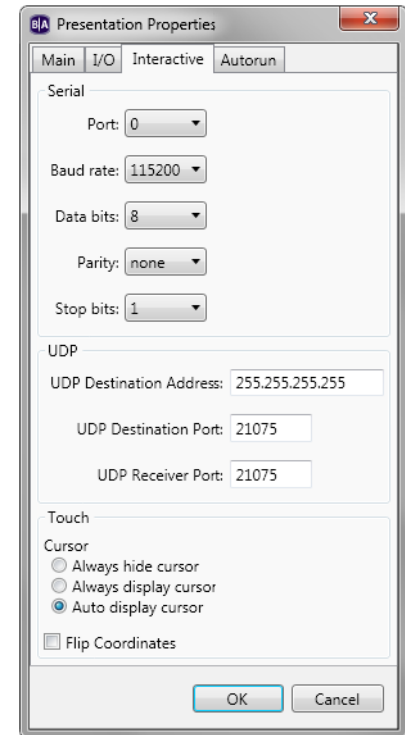 B|A Presentation Properties
Main I/O Interactive Autorun
Serial
Port: 0
Baud rate: 115200
Data bits: 8
Parity: none
Stop bits: 1
UDP
UDP Destination Address: 255.255.255.255
UDP Destination Port: 21075
UDP Receiver Port: 21075
Touch
Cursor
Always hide cursor
Always display cursor
Auto display cursor
Flip Coordinates
OK Cancel